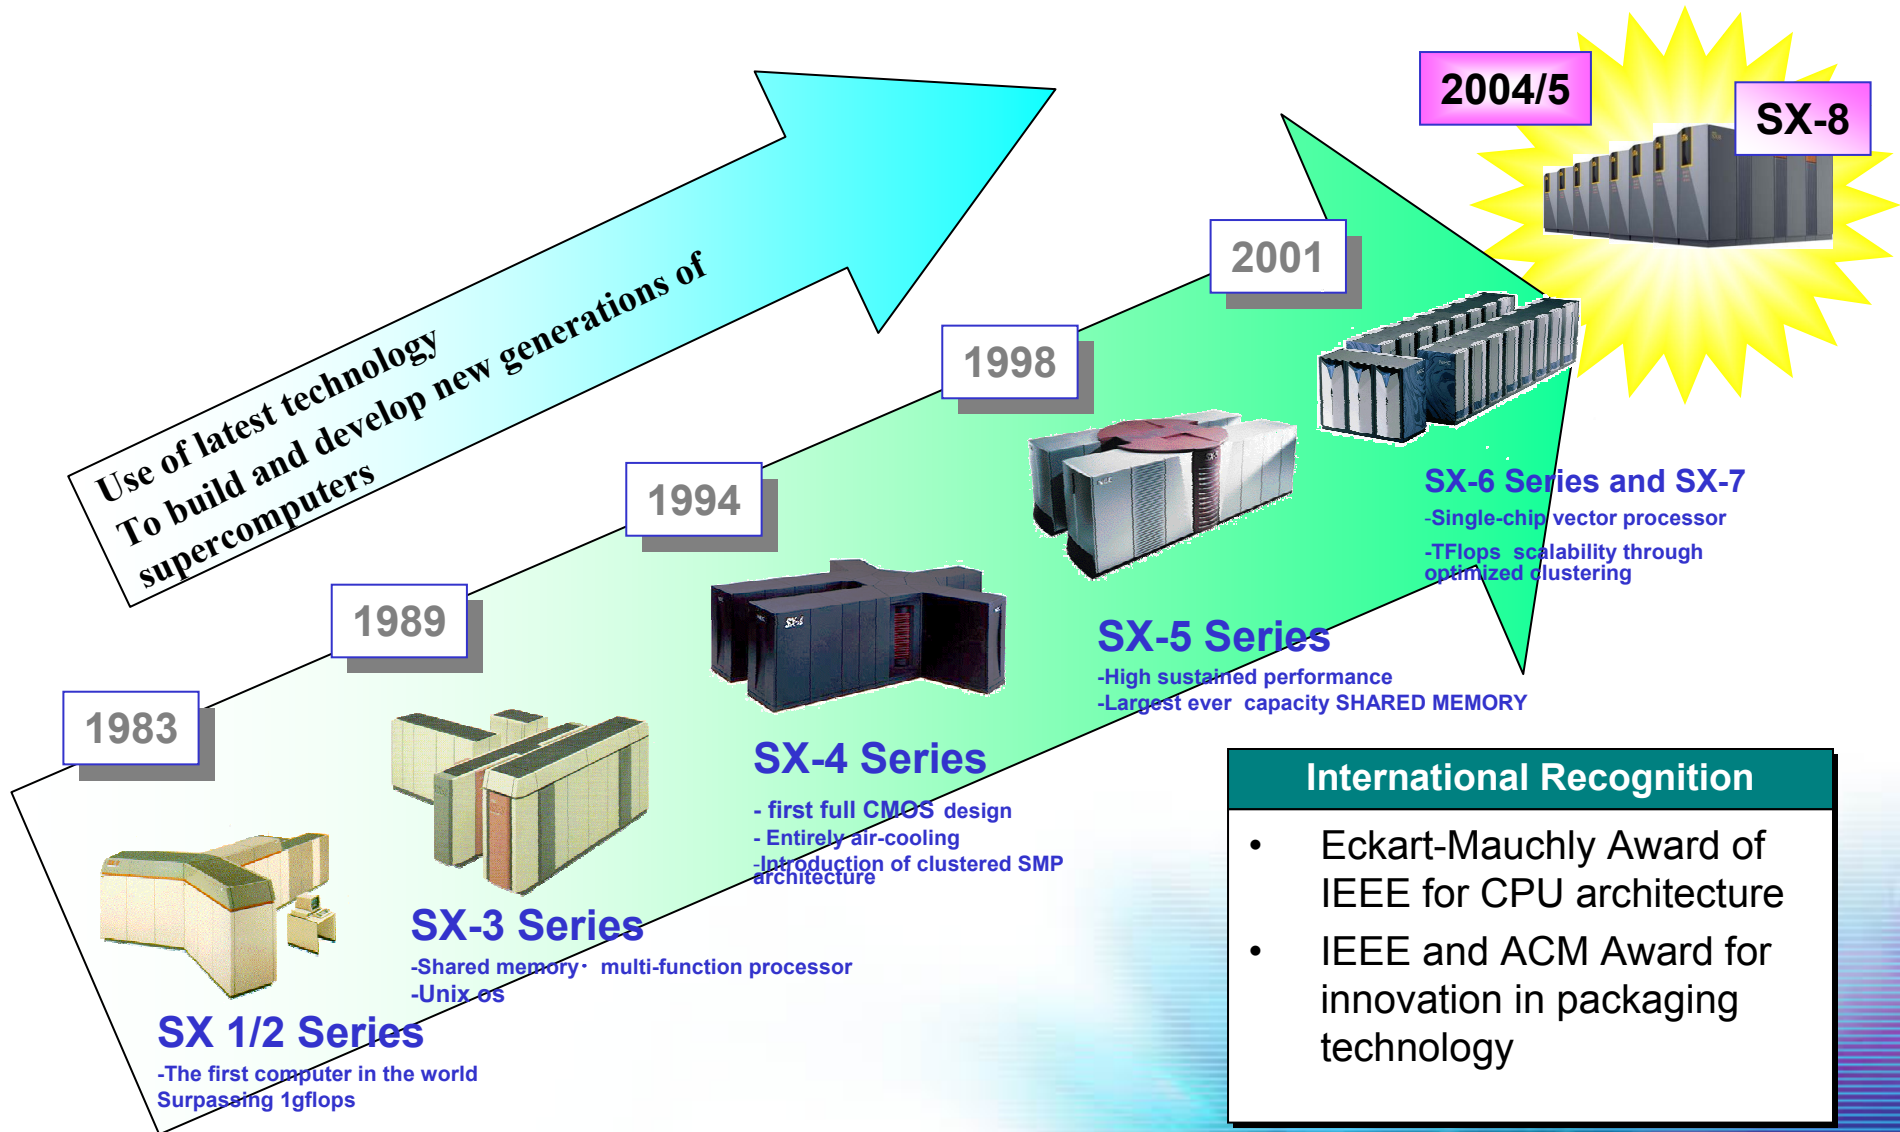 2004/5
SX-8
2001
1998
1994
1989
1983
Use of latest technology
To build and develop new generations of
supercomputers
SX-6 Series and SX-7
-Single-chip vector processor
-TFlops scalability through
optimized clustering
SX-5 Series
-High sustained performance
-Largest ever capacity SHARED MEMORY
SX-4 Series
- first full CMOS design
- Entirely air-cooling
-Introduction of clustered SMP
architecture
SX-3 Series
-Shared memory・ multi-function processor
-Unix os
SX 1/2 Series
-The first computer in the world
Surpassing 1gflops
International Recognition
• Eckart-Mauchly Award of
IEEE for CPU architecture
• IEEE and ACM Award for
innovation in packaging
technology
SX-4